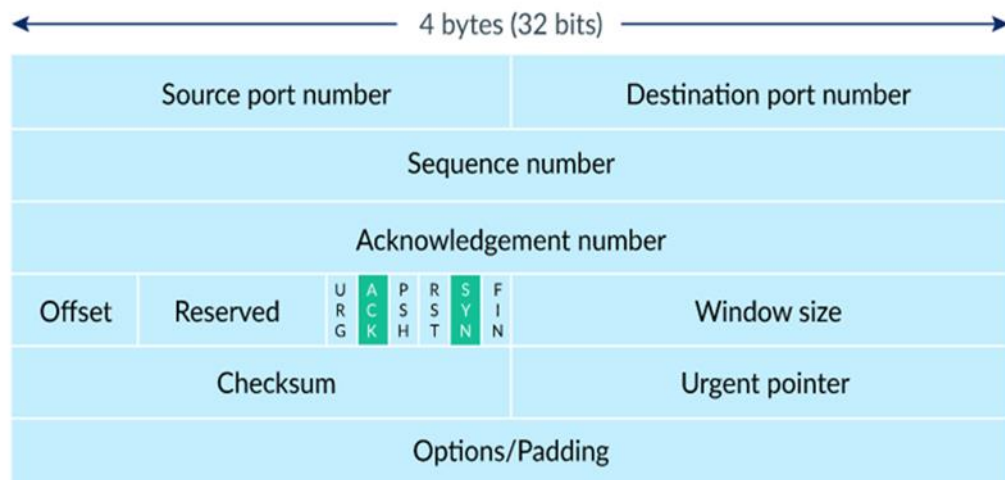 4 bytes (32 bits)
Source port number Destination port number
Sequence number
Acknowledgement number
Offset Reserved URG ACK PSH RST SYN FIN Window size
Checksum Urgent pointer
Options/Padding